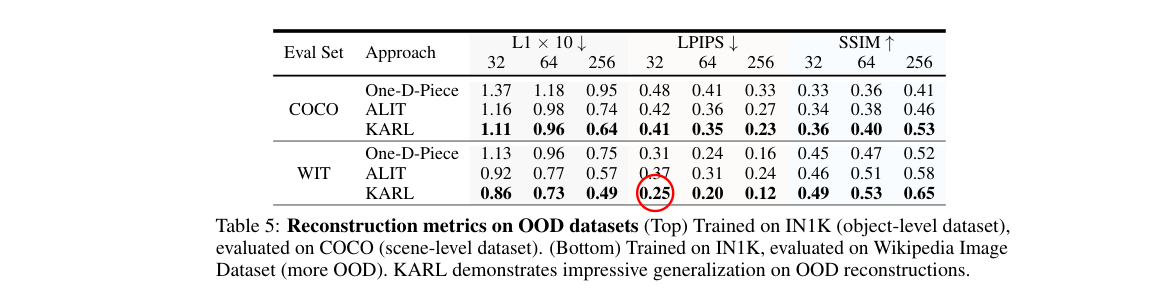 Eval Set Approach L1 × 10 ↓ LPIPS ↓ SSIM ↑
32 64 256 32 64 256 32 64 256
One-D-Piece 1.37 1.18 0.95 0.48 0.41 0.33 0.33 0.36 0.41
COCO ALIT 1.16 0.98 0.74 0.42 0.36 0.27 0.34 0.38 0.46
KARL 1.11 0.96 0.64 0.41 0.35 0.23 0.36 0.40 0.53
One-D-Piece 1.13 0.96 0.75 0.31 0.24 0.16 0.45 0.47 0.52
WIT ALIT 0.92 0.77 0.57 0.37 0.31 0.24 0.46 0.51 0.58
KARL 0.86 0.73 0.49 0.25 0.20 0.12 0.49 0.53 0.65
Table 5: Reconstruction metrics on OOD datasets (Top) Trained on IN1K (object-level dataset),
evaluated on COCO (scene-level dataset). (Bottom) Trained on IN1K, evaluated on Wikipedia Image
Dataset (more OOD). KARL demonstrates impressive generalization on OOD reconstructions.